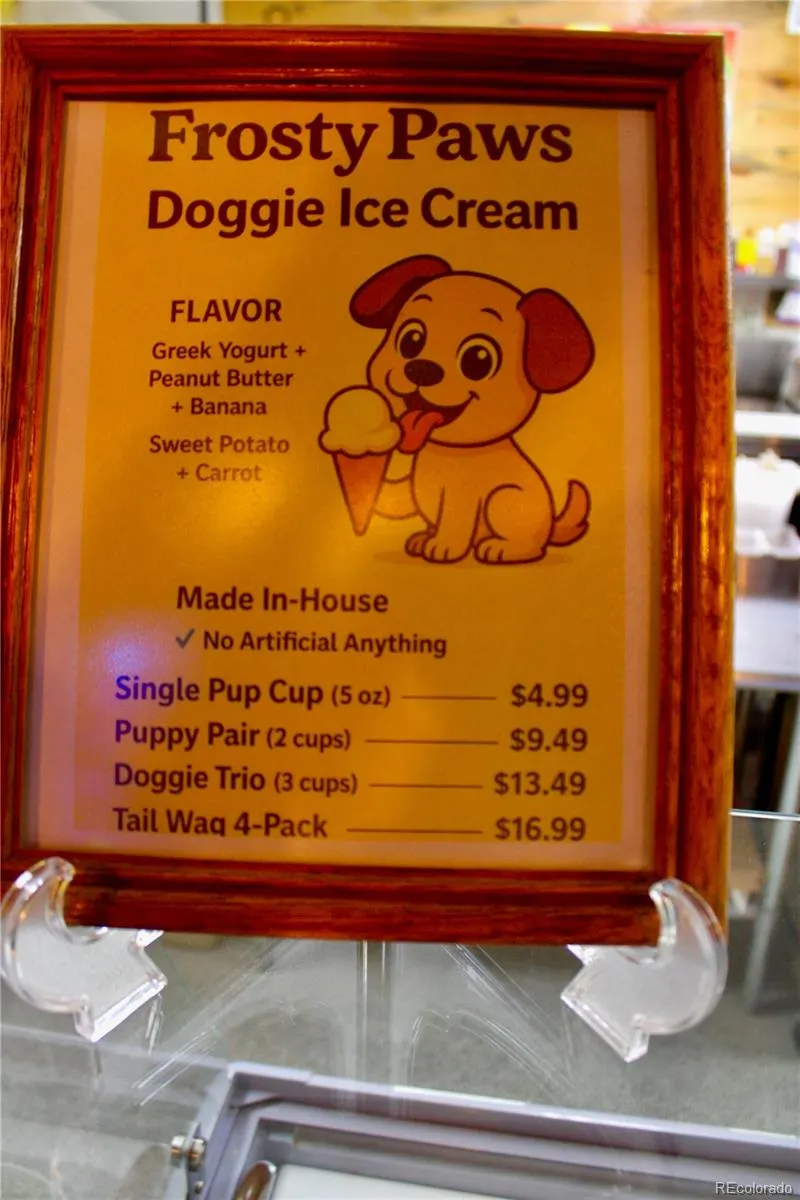 Frosty Paws
Doggie Ice Cream
FLAVOR
Greek Yogurt +
Peanut Butter
+ Banana
Sweet Potato
+ Carrot
Made In-House
✓ No Artificial Anything
Single Pup Cup (5 oz) $4.99
Puppy Pair (2 cups) $9.49
Doggie Trio (3 cups) $13.49
Tail Wag 4-Pack $16.99
REcolorado